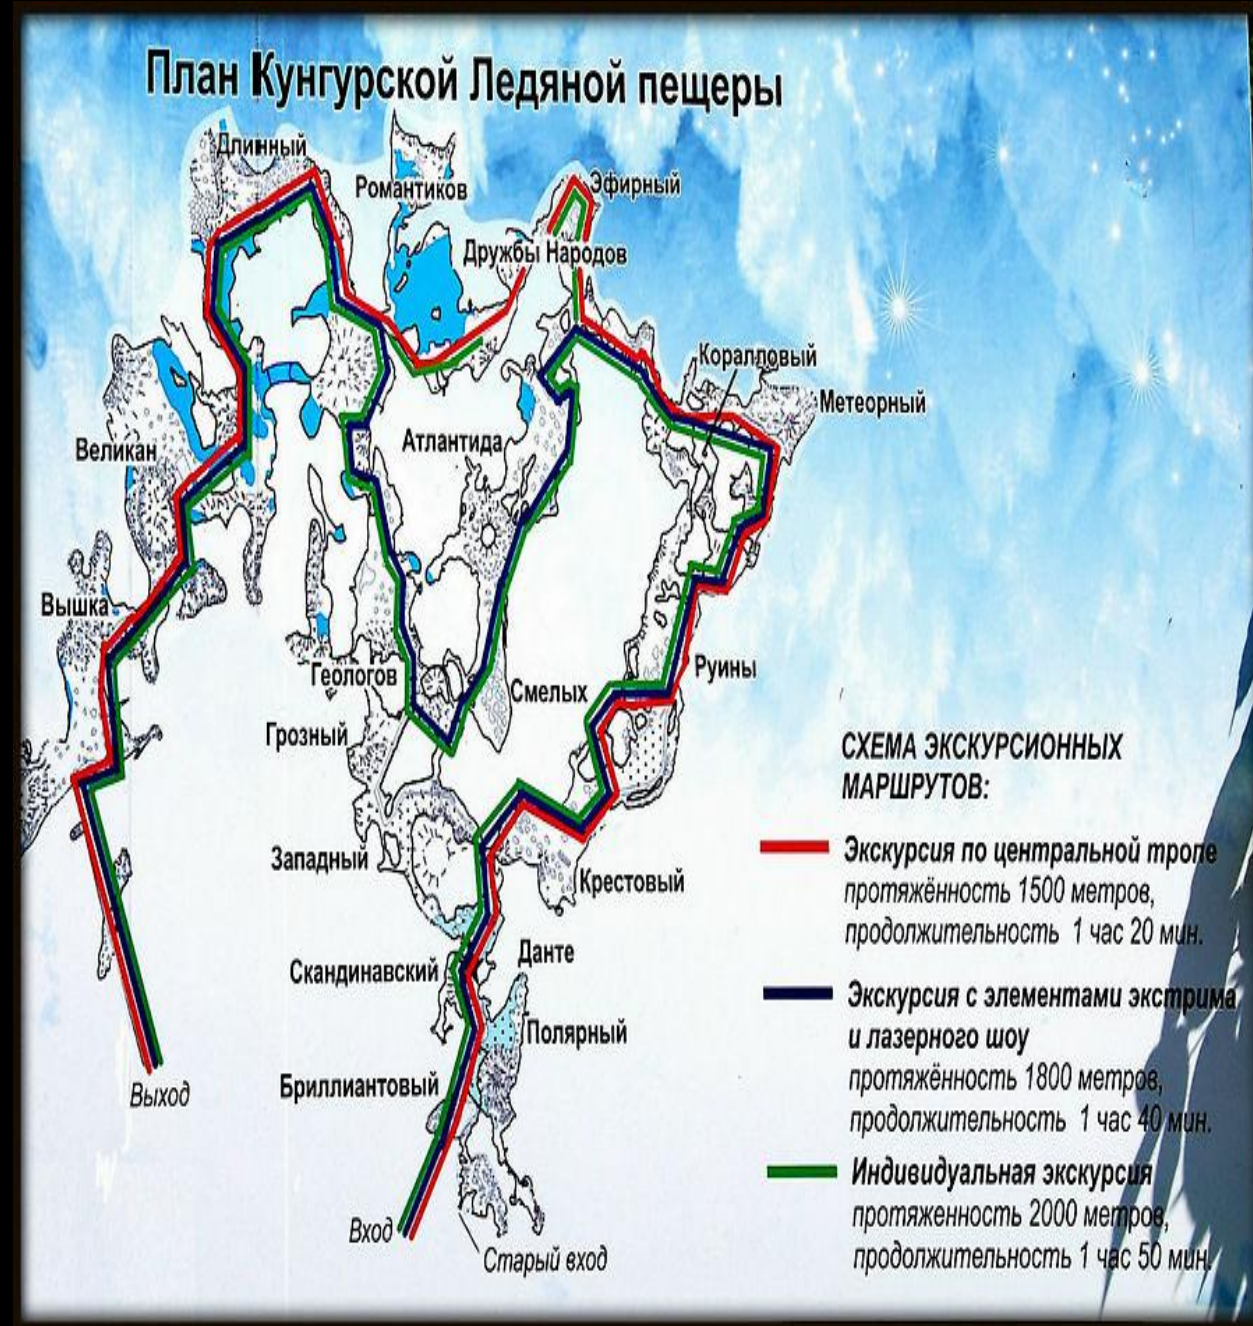 План Кунгурской Ледяной пещеры
Длинный
Романтиков
Эфирный
Дружбы Народов
Коралловый
Метеорный
Великан
Атлантида
Вышка
Геологов
Смелых
Руины
Грозный
Западный
Крестовый
Скандинавский
Данте
Полярный
Бриллиантовый
Выход
Вход
Старый вход
СХЕМА ЭКСКУРСИОННЫХ
МАРШРУТОВ:
Экскурсия по центральной тропе
протяжённость 1500 метров,
продолжительность 1 час 20 мин.
Экскурсия с элементами экстрима
и лазерного шоу
протяжённость 1800 метров,
продолжительность 1 час 40 мин.
Индивидуальная экскурсия
протяженность 2000 метров,
продолжительность 1 час 50 мин.